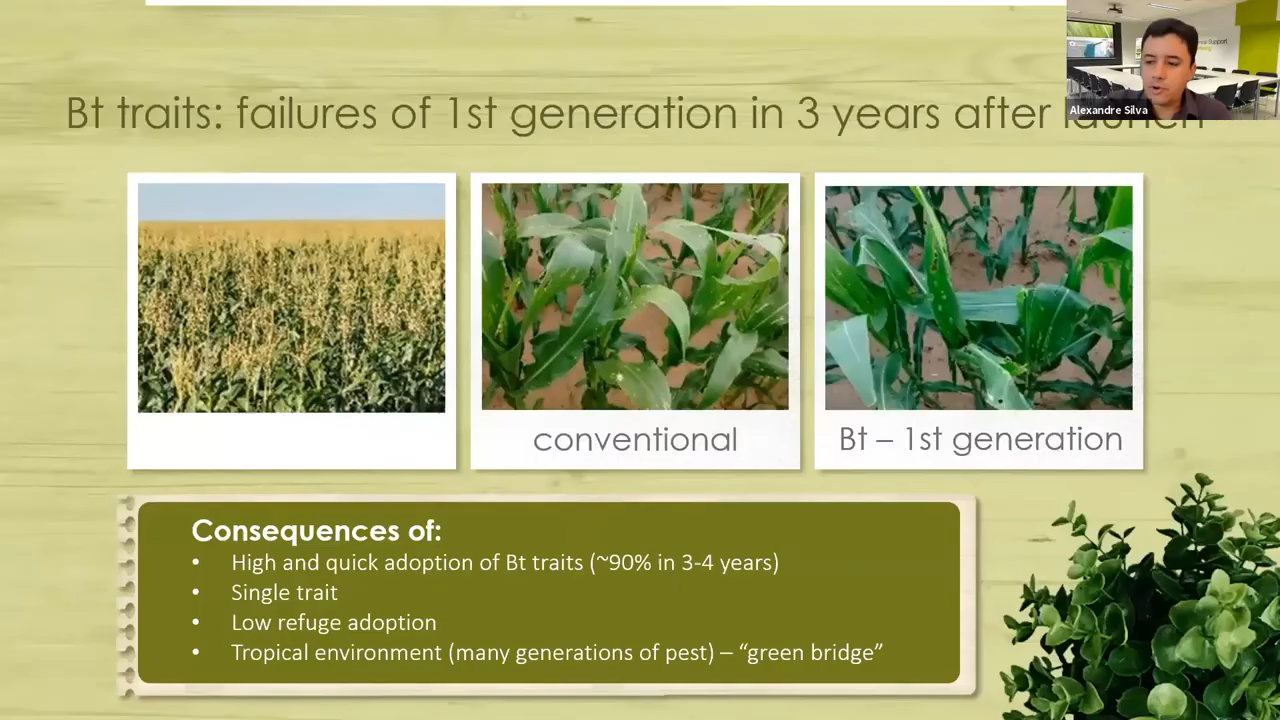 Bt traits: failures of 1st generation in 3 years after
Alexandre Silva
conventional
Bt – 1st generation
Consequences of:
• High and quick adoption of Bt traits (~90% in 3-4 years)
• Single trait
• Low refuge adoption
• Tropical environment (many generations of pest) – “green bridge”